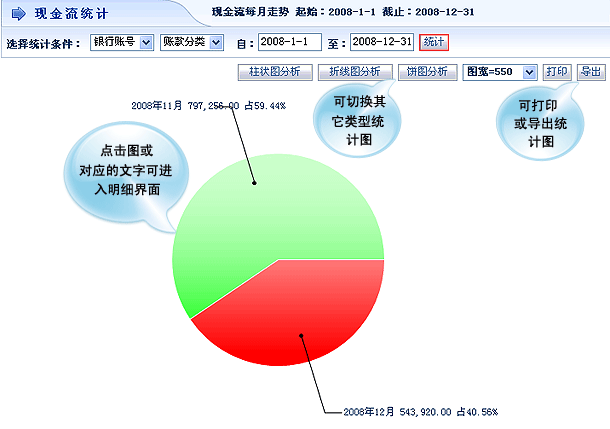 现金流统计
现金流每月走势 起始：2008-1-1 截止：2008-12-31
选择统计条件： 银行账号 账款分类 自：2008-1-1 至：2008-12-31 统计
柱状图分析 折线图分析 饼图分析 图宽=550 打印 导出
2008年11月 797,256.00 占59.44%
可切换其
它类型统
计图
可打印
或导出统
计图
点击图或
对应的文字可进
入明细界面
2008年12月 543,920.00 占40.56%